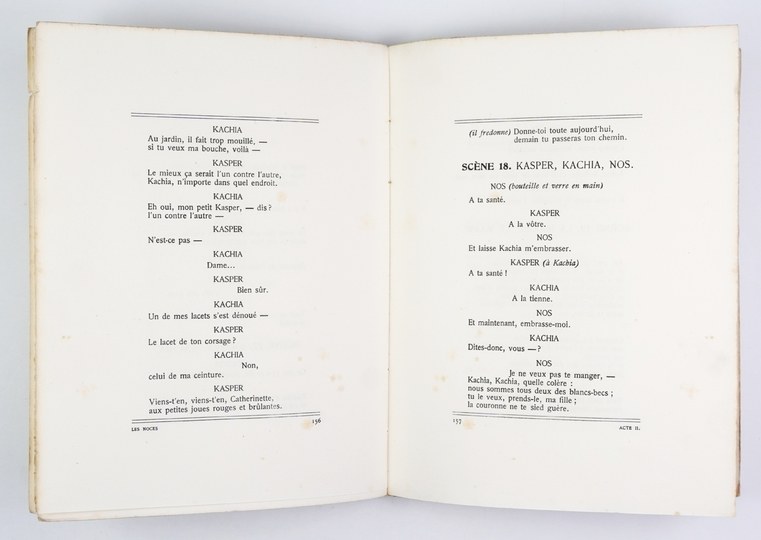 KACHIA
Au jardin, il fait trop mouillé, —
si tu veux ma bouche, voilà —
KASPER
Le mieux ça serait l'un contre l'autre,
Kachia, n'importe dans quel endroit.
KACHIA
Eh oui, mon petit Kasper, — dis?
l'un contre l'autre —
KASPER
N'est-ce pas —
KACHIA
Dame...
KASPER
Bien sûr.
KACHIA
Un de mes lacets s'est dénoué —
KASPER
Le lacet de ton corsage?
KACHIA
Non,
celui de ma ceinture.
KASPER
Viens-t'en, viens-t'en, Catherinette,
aux petites joues rouges et brûlantes.
LES NOCES
156
(il fredonne) Donne-toi toute aujourd'hui,
demain tu passeras ton chemin.
SCÈNE 18. KASPER, KACHIA, NOS.
NOS (bouteille et verre en main)
A ta santé.
KASPER
A la vôtre.
NOS
Et laisse Kachia m'embrasser.
KASPER (à Kachia)
A ta santé!
KACHIA
A la tienne.
NOS
Et maintenant, embrasse-moi.
KACHIA
Dites-donc, vous —?
NOS
Je ne veux pas te manger, —
Kachia, Kachia, quelle colère :
nous sommes tous deux des blancs-becs ;
tu le veux, prends-le, ma fille ;
la couronne ne te sied guère.
157
ACTE II.